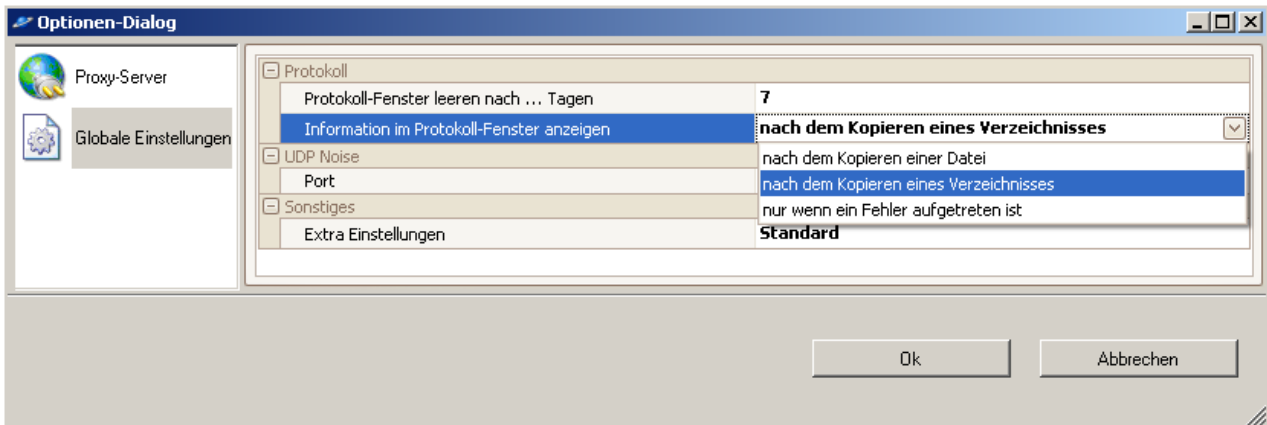 Optionen-Dialog
Proxy-Server
Globale Einstellungen
Protokoll
Protokoll-Fenster leeren nach ... Tagen 7
Information im Protokoll-Fenster anzeigen nach dem Kopieren eines Verzeichnisses
nach dem Kopieren einer Datei
nach dem Kopieren eines Verzeichnisses
nur wenn ein Fehler aufgetreten ist
UDP Noise
Port
Sonstiges
Extra Einstellungen Standard
Ok Abbrechen